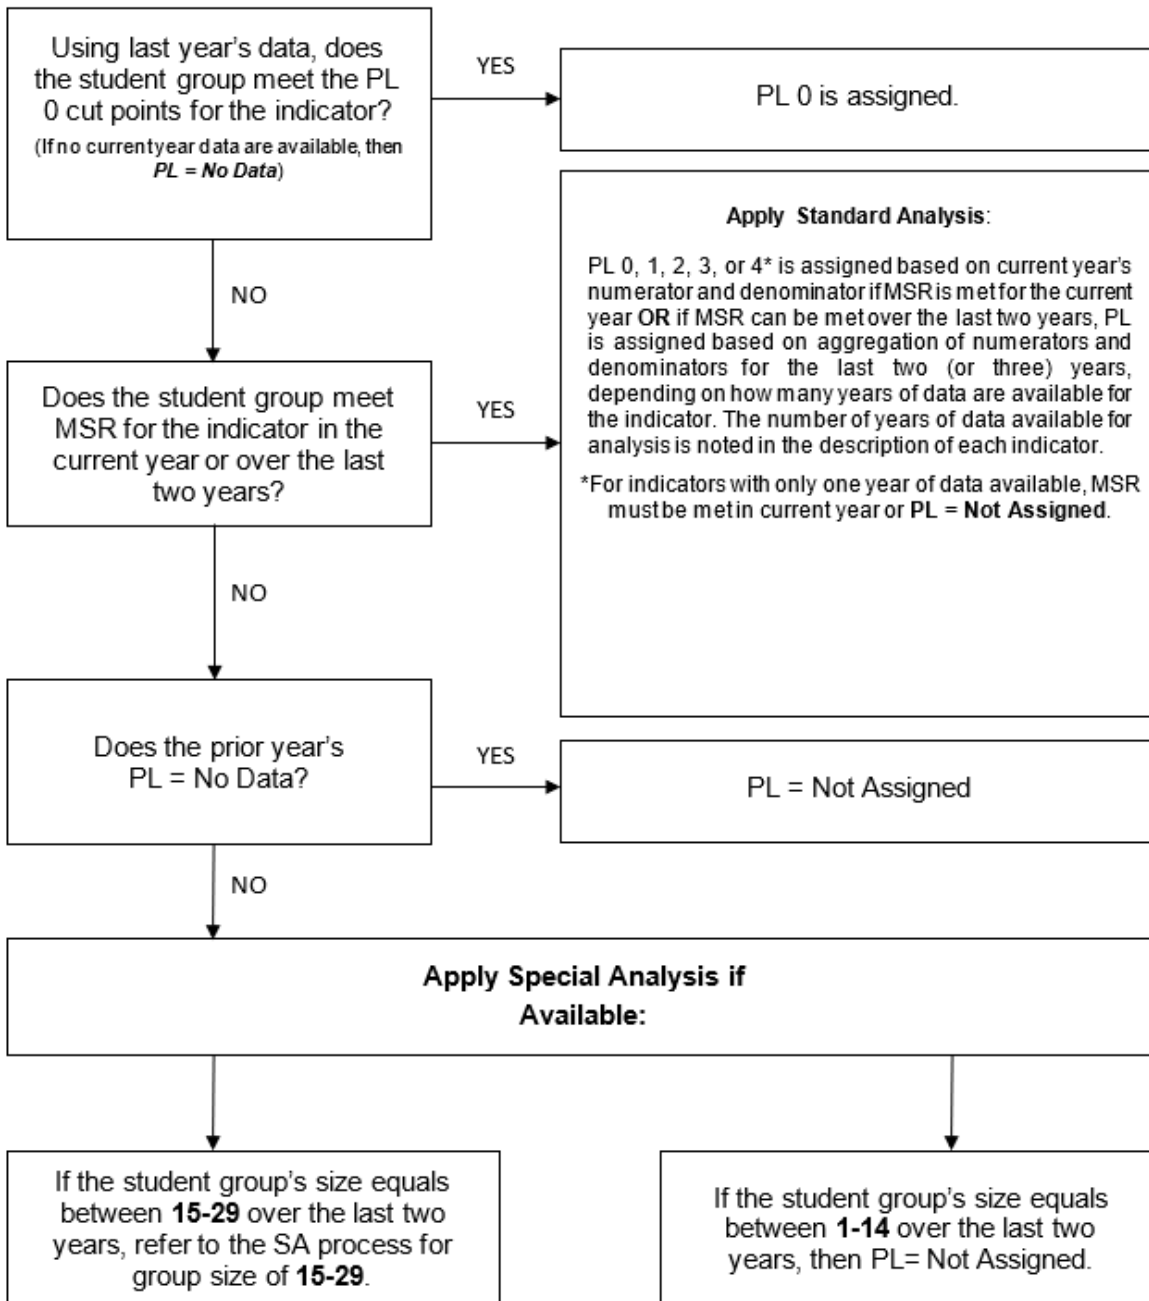 Using last year's data, does
the student group meet the PL
0 cut points for the indicator?
(If no current year data are available, then
PL = No Data)
YES
PL 0 is assigned.
NO
Apply Standard Analysis:
PL 0, 1, 2, 3, or 4* is assigned based on current year's
numerator and denominator if MSR is met for the current
year OR if MSR can be met over the last two years, PL
is assigned based on aggregation of numerators and
denominators for the last two (or three) years,
depending on how many years of data are available for
the indicator. The number of years of data available for
analysis is noted in the description of each indicator.
*For indicators with only one year of data available, MSR
must be met in current year or PL = Not Assigned.
Does the student group meet
MSR for the indicator in the
current year or over the last
two years?
YES
NO
Does the prior year's
PL = No Data?
YES
PL = Not Assigned
NO
Apply Special Analysis if
Available:
If the student group's size equals
between 15-29 over the last two
years, refer to the SA process for
group size of 15-29.
If the student group's size equals
between 1-14 over the last two
years, then PL= Not Assigned.